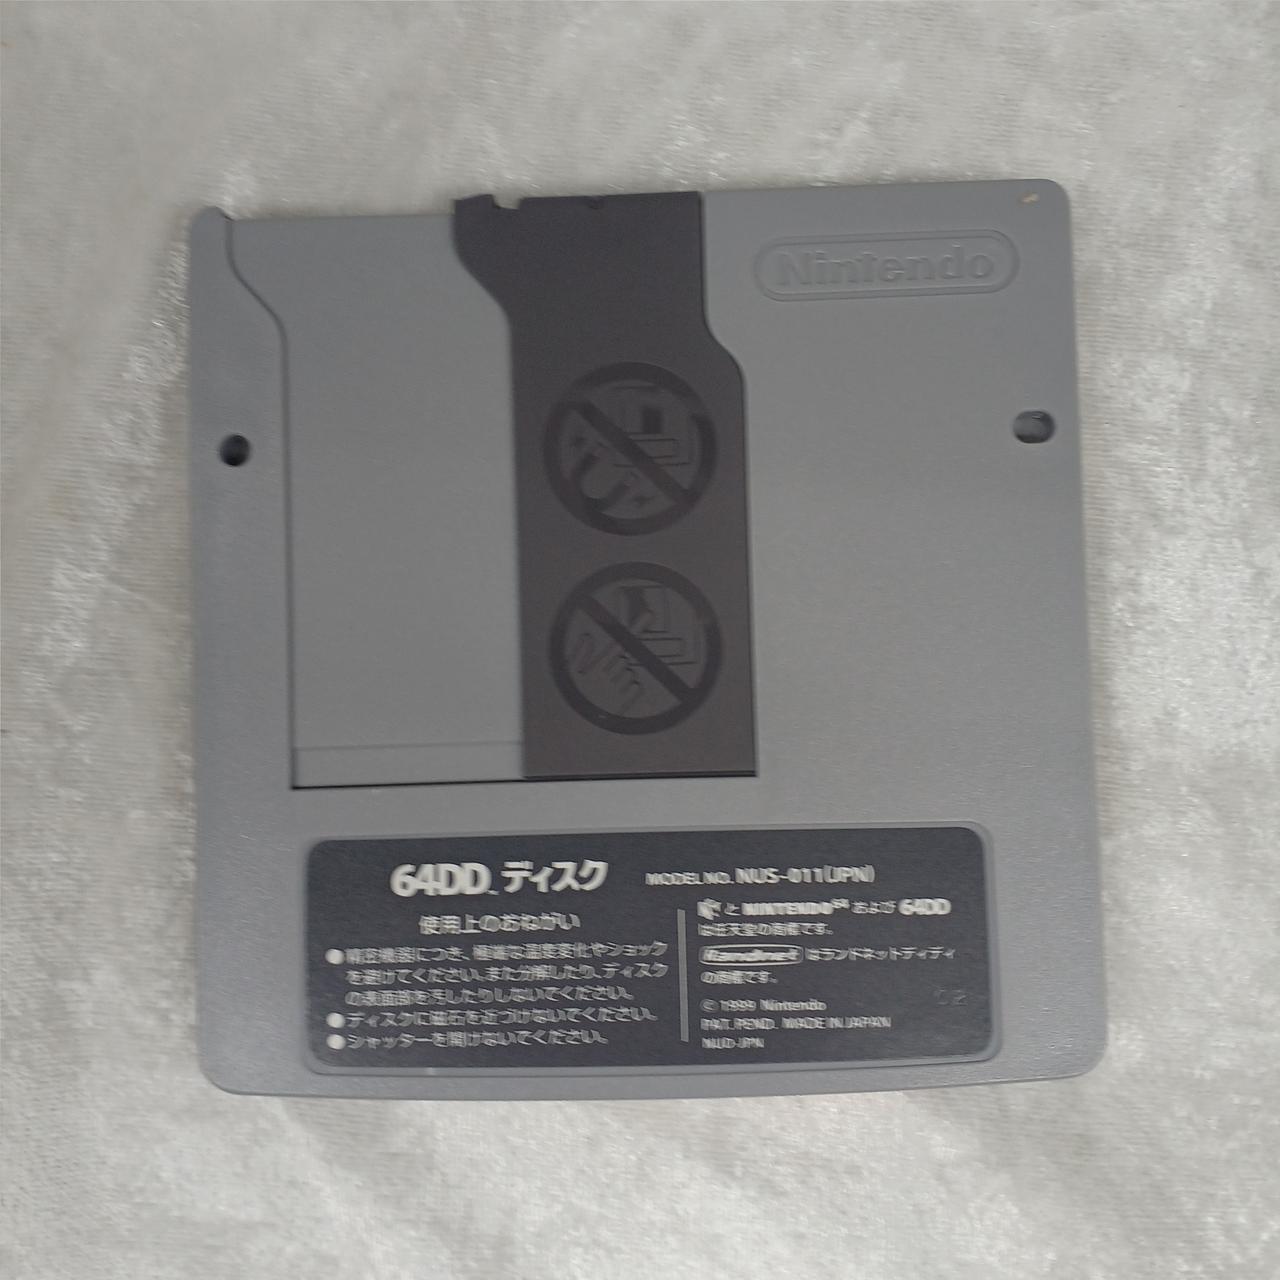 Nintendo
64DD ディスク
MODEL NO. NUS-011(JPN)
使用上のおねがい
●精密機器につき、極端な温度変化やショック
を避けてください。また分解したり、ディスク
の表面部を汚したりしないでください。
●ディスクに磁石を近づけないでください。
●シャッターを開けないでください。
と NINTENDO64 および 64DD
は任天堂の商標です。
Randnet はランドネットディディ
の商標です。
© 1999 Nintendo
PAT. PEND. MADE IN JAPAN
NUD-JPN